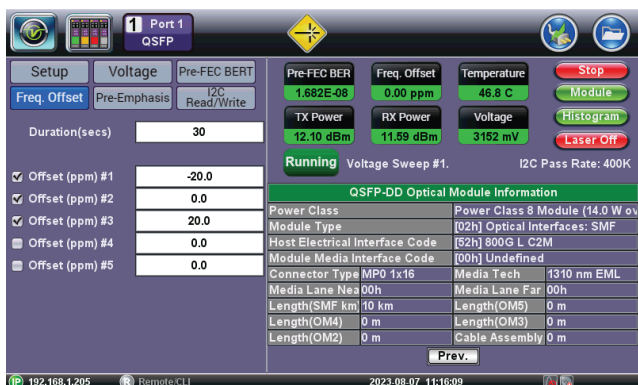 1 Port 1
QSFP
Setup
Voltage
Pre-FEC BERT
Freq. Offset
Pre-Emphasis
I2C
Read/Write
Duration(secs) 30
Offset (ppm) #1 -20.0
Offset (ppm) #2 0.0
Offset (ppm) #3 20.0
Offset (ppm) #4 0.0
Offset (ppm) #5 0.0
Pre-FEC BER Freq. Offset Temperature
1.682E-08 0.00 ppm 46.8 C
TX Power RX Power Voltage
12.10 dBm 11.59 dBm 3152 mV
Stop
Module
Histogram
Laser Off
Running Voltage Sweep #1. I2C Pass Rate: 400K
QSFP-DD Optical Module Information
Power Class Power Class 8 Module (14.0 W ov
Module Type [02h] Optical Interfaces: SMF
Host Electrical Interface Code [52h] 800G L C2M
Module Media Interface Code [00h] Undefined
Connector Type MP0 1x16 Media Tech 1310 nm EML
Media Lane Nea 00h Media Lane Far 00h
Length(SMF km) 10 km Length(OM5) 0 m
Length(OM4) 0 m Length(OM3) 0 m
Length(OM2) 0 m Cable Assembly 0 m
Prev.
IP 192.168.1.205 R Remote/CLI 2023-08-07 11:16:09